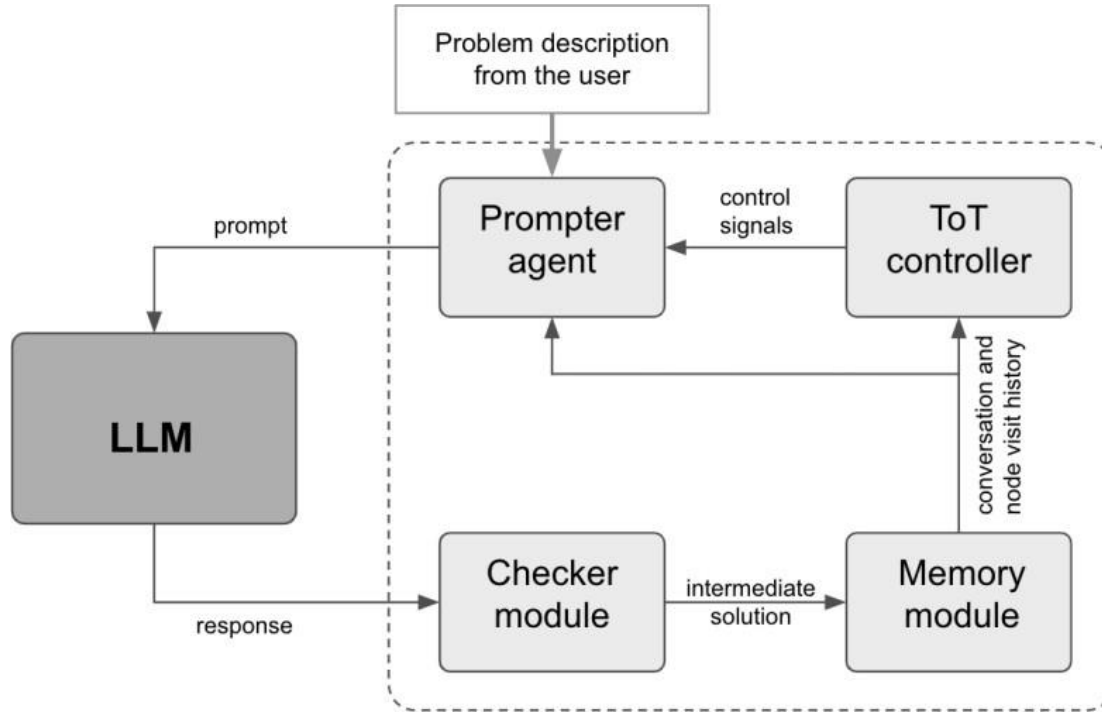 Problem description
from the user
Prompter
agent
control
signals
ToT
controller
prompt
LLM
conversation and
node visit history
response
Checker
module
intermediate
solution
Memory
module